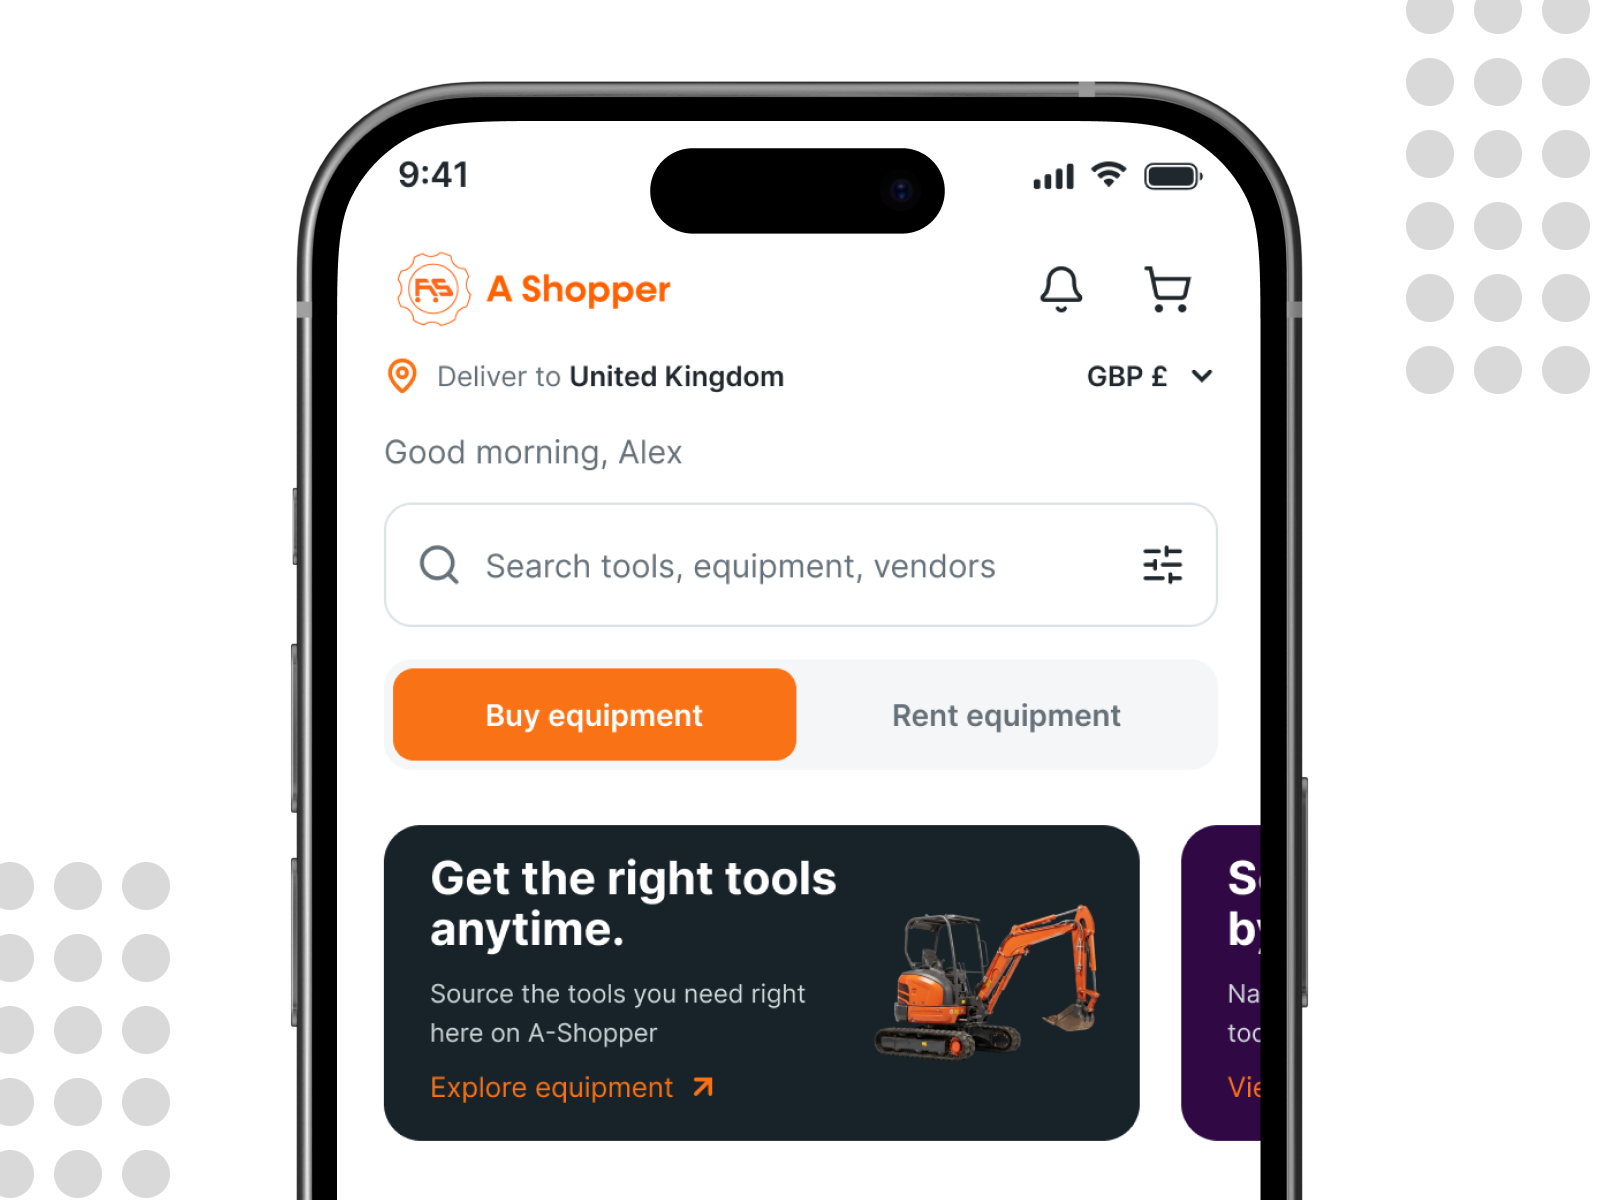 9:41
A Shopper
Deliver to United Kingdom
GBP £
Good morning, Alex
Search tools, equipment, vendors
Buy equipment
Rent equipment
Get the right tools
anytime.
Source the tools you need right
here on A-Shopper
Explore equipment